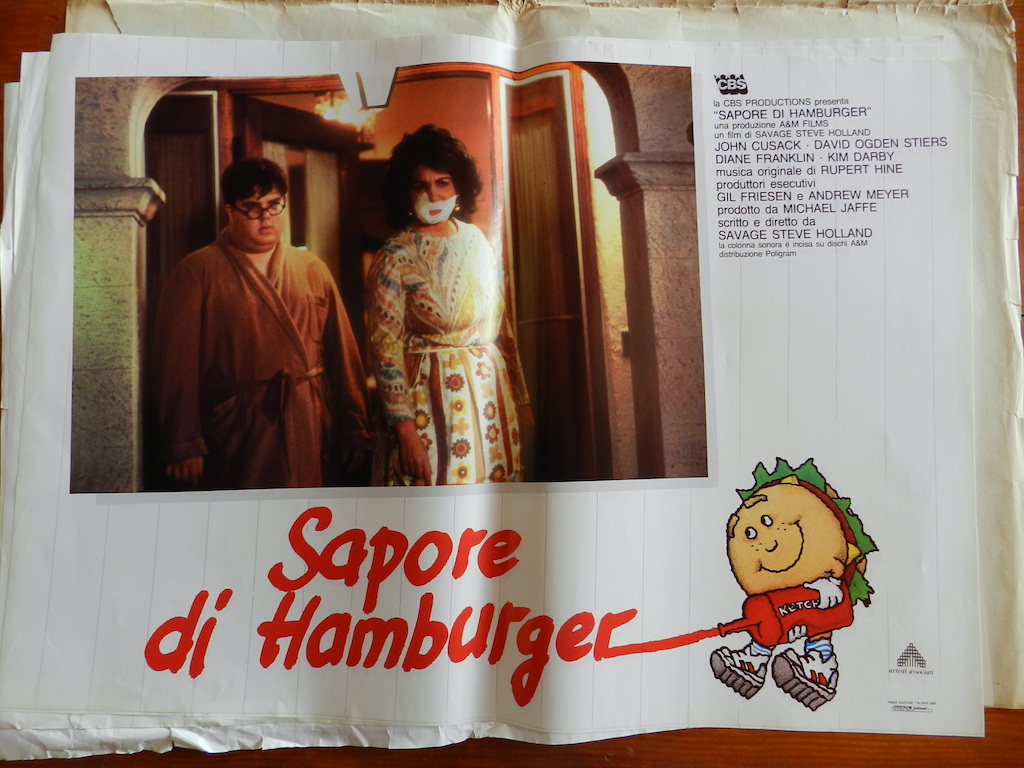 CBS
la CBS PRODUCTIONS presenta
"SAPORE DI HAMBURGER"
una produzione A&M FILMS
un film di SAVAGE STEVE HOLLAND
JOHN CUSACK · DAVID OGDEN STIERS
DIANE FRANKLIN · KIM DARBY
musica originale di RUPERT HINE
produttori esecutivi
GIL FRIESEN e ANDREW MEYER
prodotto da MICHAEL JAFFE
scritto e diretto da
SAVAGE STEVE HOLLAND
la colonna sonora è incisa su dischi A&M
distribuzione Poligram
Sapore
di Hamburger
KETCH
artisti associati